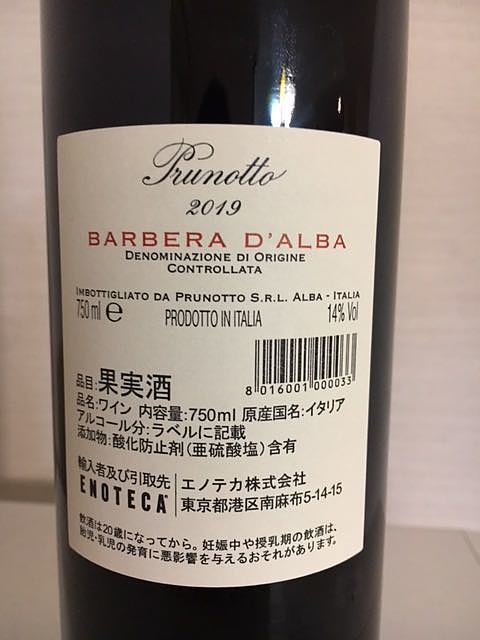 Prunotto
2019
BARBERA D'ALBA
DENOMINAZIONE DI ORIGINE
CONTROLLATA
IMBOTTIGLIATO DA PRUNOTTO S.R.L. ALBA - ITALIA
750 ml e PRODOTTO IN ITALIA 14% Vol
8 016001 000033
品目:果実酒
品名:ワイン 内容量:750ml 原産国名:イタリア
アルコール分:ラベルに記載
添加物:酸化防止剤(亜硫酸塩)含有
輸入者及び引取先
ENOTECA
エノテカ株式会社
東京都港区南麻布5-14-15
飲酒は20歳になってから。妊娠中や授乳期の飲酒は、
胎児・乳児の発育に悪影響を与えるおそれがあります。